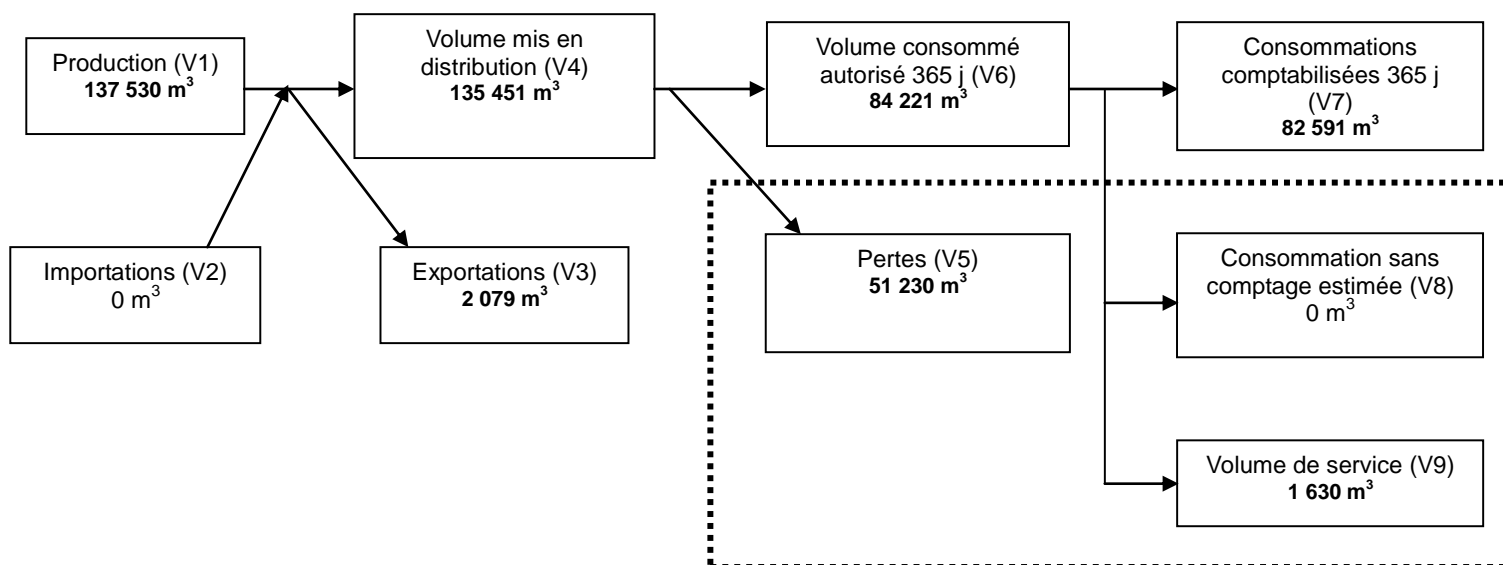 Production (V1)
137 530 m³
Volume mis en
distribution (V4)
135 451 m³
Volume consommé
autorisé 365 j (V6)
84 221 m³
Consommations
comptabilisées 365 j
(V7)
82 591 m³
Importations (V2)
0 m³
Exportations (V3)
2 079 m³
Pertes (V5)
51 230 m³
Consommation sans
comptage estimée (V8)
0 m³
Volume de service (V9)
1 630 m³